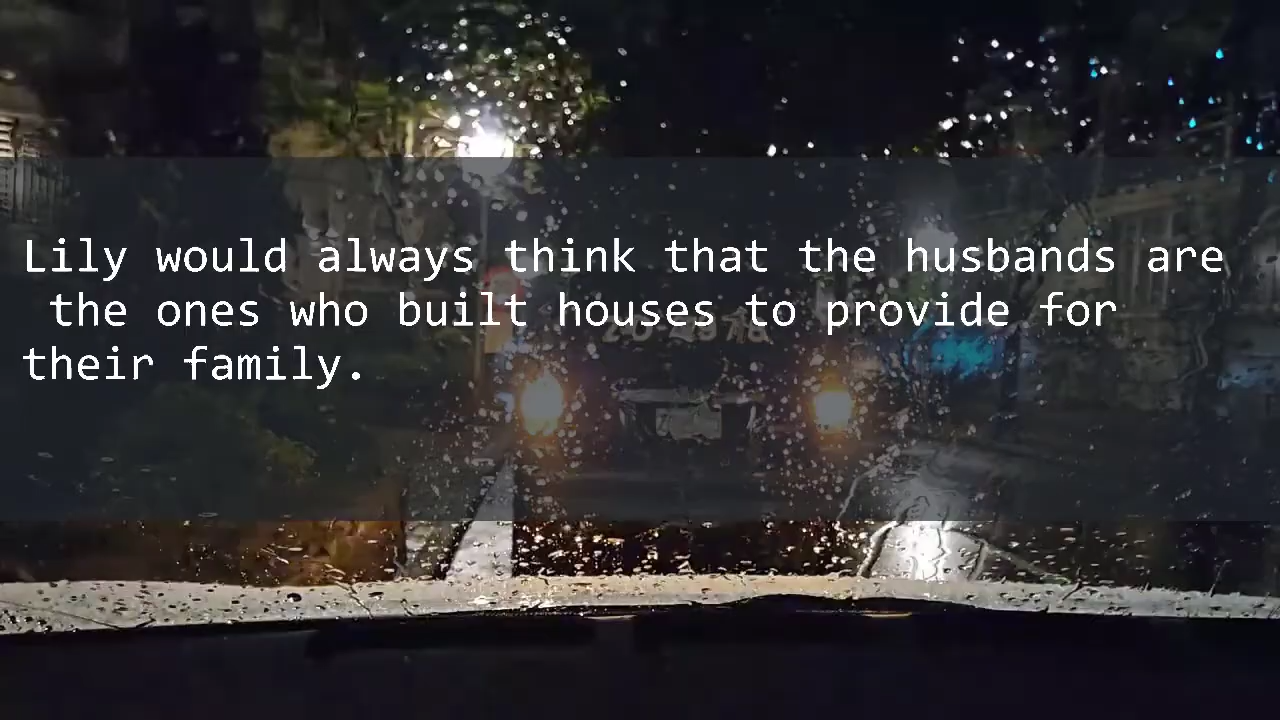 Lily would always think that the husbands are
the ones who built houses to provide for
their family.